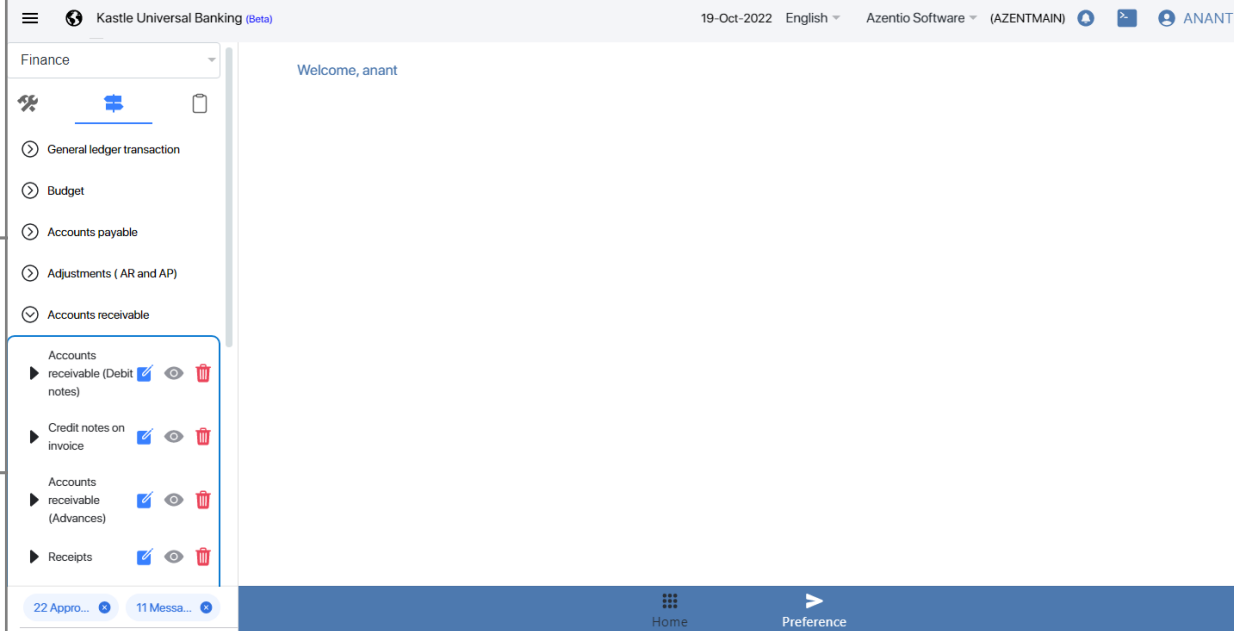 Kastle Universal Banking (Beta)
19-Oct-2022 English Azentio Software (AZENTMAIN) ANANT
Finance
Welcome, anant
General ledger transaction
Budget
Accounts payable
Adjustments ( AR and AP)
Accounts receivable
Accounts
receivable (Debit
notes)
Credit notes on
invoice
Accounts
receivable
(Advances)
Receipts
22 Appro...
11 Messa...
Home
Preference